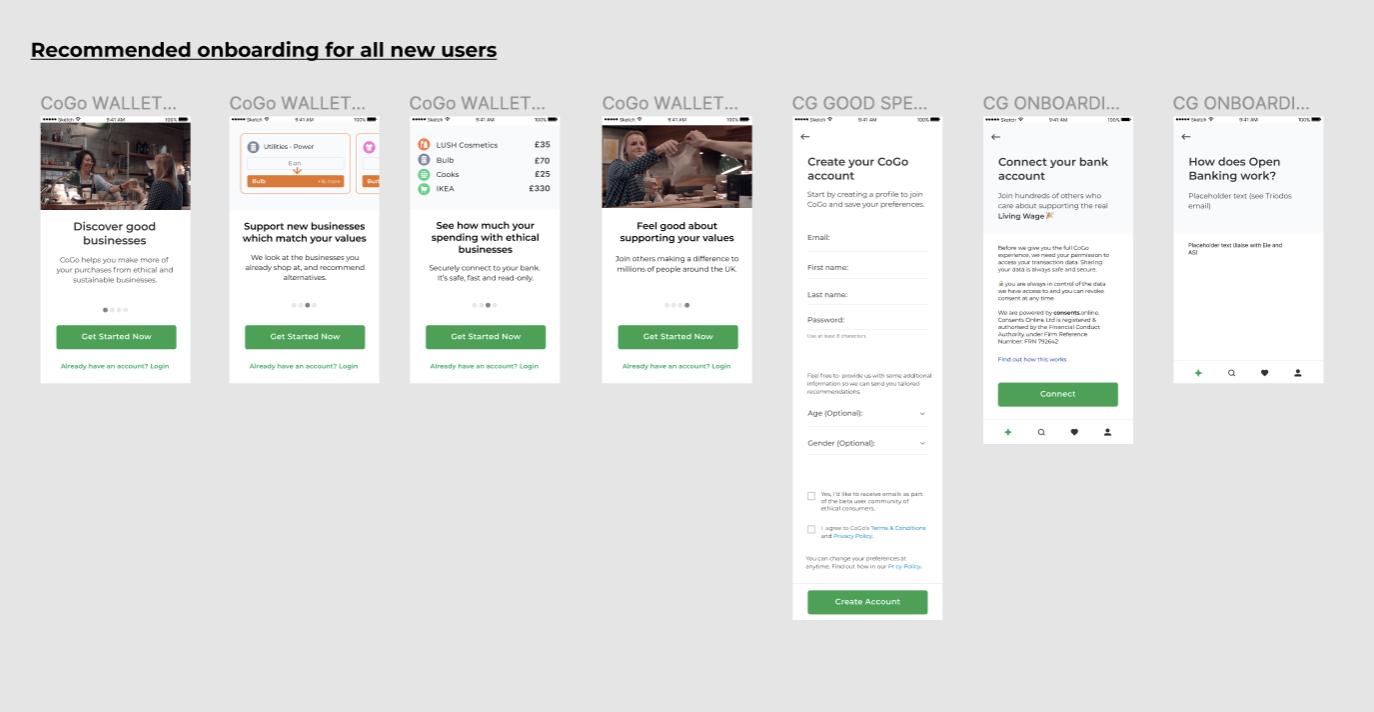 Recommended onboarding for all new users
CoGo WALLET...
Sketch 9:41 AM 100%
Discover good
businesses
CoGo helps you make more of
your purchases from ethical and
sustainable businesses.
Get Started Now
Already have an account? Login
CoGo WALLET...
Sketch 9:41 AM 100%
Utilities - Power
Eon
Bulb
Support new businesses
which match your values
We look at the businesses you
already shop at, and recommend
alternatives.
Get Started Now
Already have an account? Login
CoGo WALLET...
Sketch 9:41 AM 100%
LUSH Cosmetics £35
Bulb £70
Cooks £25
IKEA £330
See how much your
spending with ethical
businesses
Securely connect to your bank.
It's safe, fast and read-only.
Get Started Now
Already have an account? Login
CoGo WALLET...
Sketch 9:41 AM 100%
Feel good about
supporting your values
Join others making a difference to
millions of people around the UK.
Get Started Now
Already have an account? Login
CG GOOD SPE...
Sketch 9:41 AM 100%
Create your CoGo
account
Start by creating a profile to join
CoGo and save your preferences.
Email:
First name:
Last name:
Password:
Use at least 8 characters
Feel free to provide us with some additional
information so we can send you tailored
recommendations.
Age (Optional):
Gender (Optional):
Yes, I'd like to receive emails as part
of the beta user community of
ethical consumers.
I agree to CoGo's Terms & Conditions
and Privacy Policy.
You can change your preferences at
anytime. Find out how in our Pr cy Policy.
Create Account
CG ONBOARDI...
Sketch 9:41 AM 100%
Connect your bank
account
Join hundreds of others who
care about supporting the real
Living Wage 🎉
Before we give you the full CoGo
experience, we need your permission to
access your transaction data. Sharing
your data is always safe and secure.
🔒 you are always in control of the data
we have access to and you can revoke
consent at any time.
We are powered by consents.online.
Consents Online Ltd is registered &
authorised by the Financial Conduct
Authority under Firm Reference
Number: FRN 792642
Find out how this works
Connect
CG ONBOARDI...
Sketch 9:41 AM 100%
How does Open
Banking work?
Placeholder text (see Triodos
email)
Placeholder text (liaise with Ele and
AS)